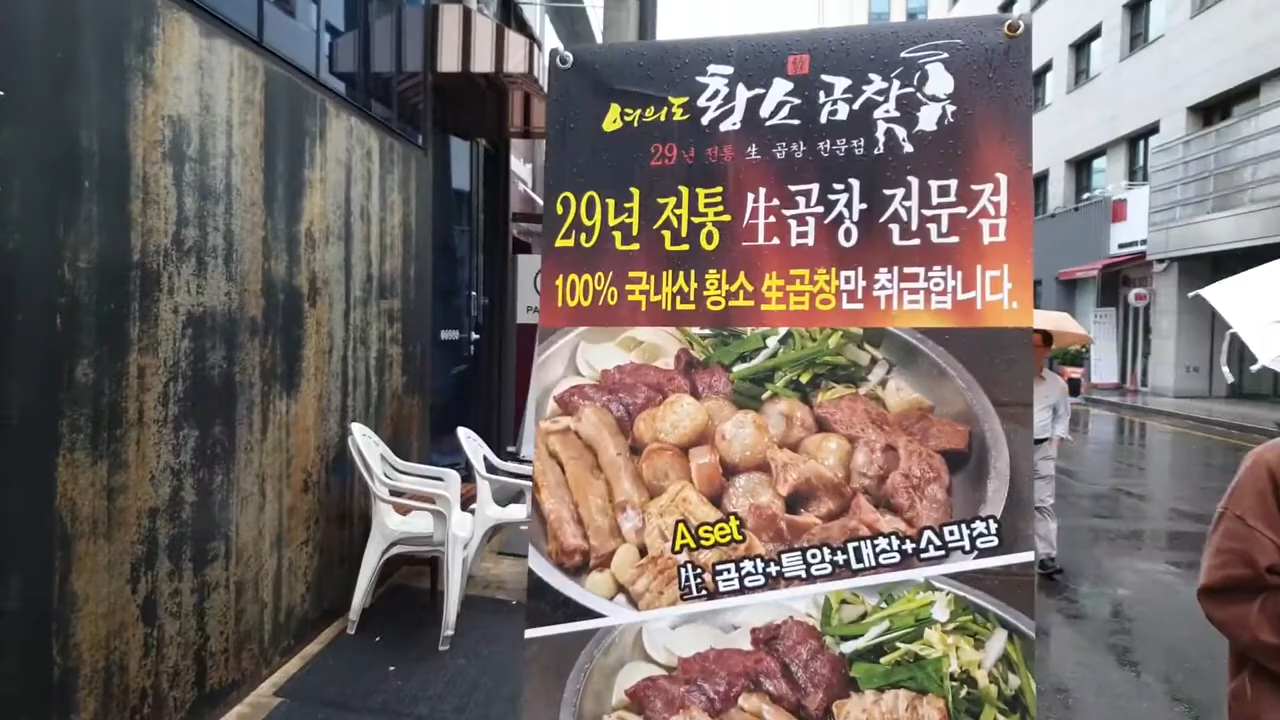 여의도 황소곱창
29년 전통 生 곱창 전문점
29년 전통 生곱창 전문점
100% 국내산 황소 生곱창만 취급합니다.
A set
生 곱창+특양+대창+소막창
PA